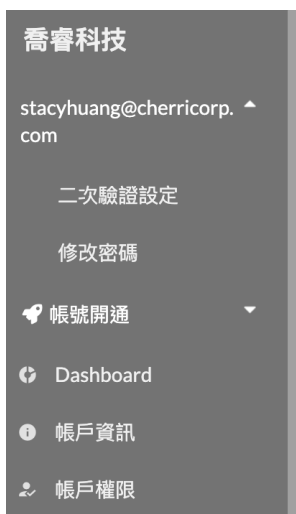 喬睿科技
stacyhuang@cherricorp.
com
二次驗證設定
修改密碼
帳號開通
Dashboard
帳戶資訊
帳戶權限